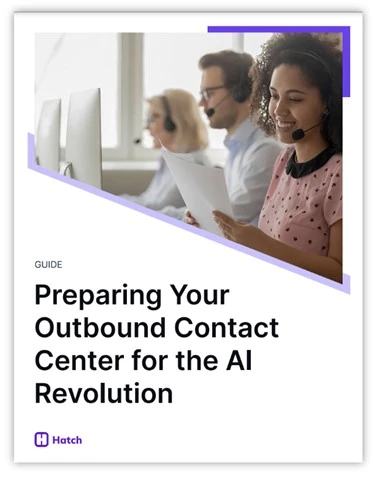 GUIDE
Preparing Your
Outbound Contact
Center for the AI
Revolution
Hatch